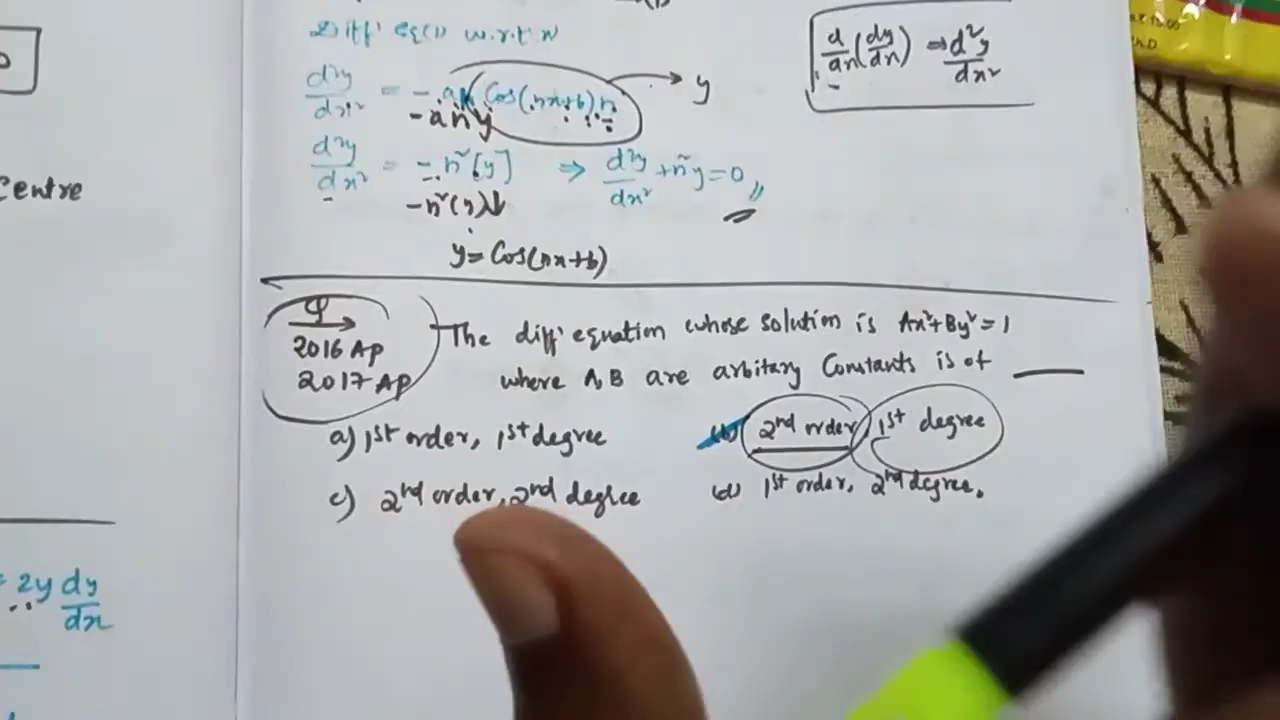 Diff eq(1) w.r.t x
d/dx(dy/dx) ⇒ d²y/dx²
d²y/dx² = -an Cos(nx+b)n → y
-any
d²y/dx² = -n²[y] ⇒ d²y/dx² + n²y = 0
-n²(y)
y = Cos(nx+b)
Centre
Q
2016 AP
2017 AP
The diff' equation whose solution is Ax²+By²=1
where A, B are arbitary Constants is of ____
a) 1st order, 1st degree
(b) 2nd order, 1st degree
c) 2nd order, 2nd degree
(d) 1st order, 2nd degree.
= 2y dy/dx